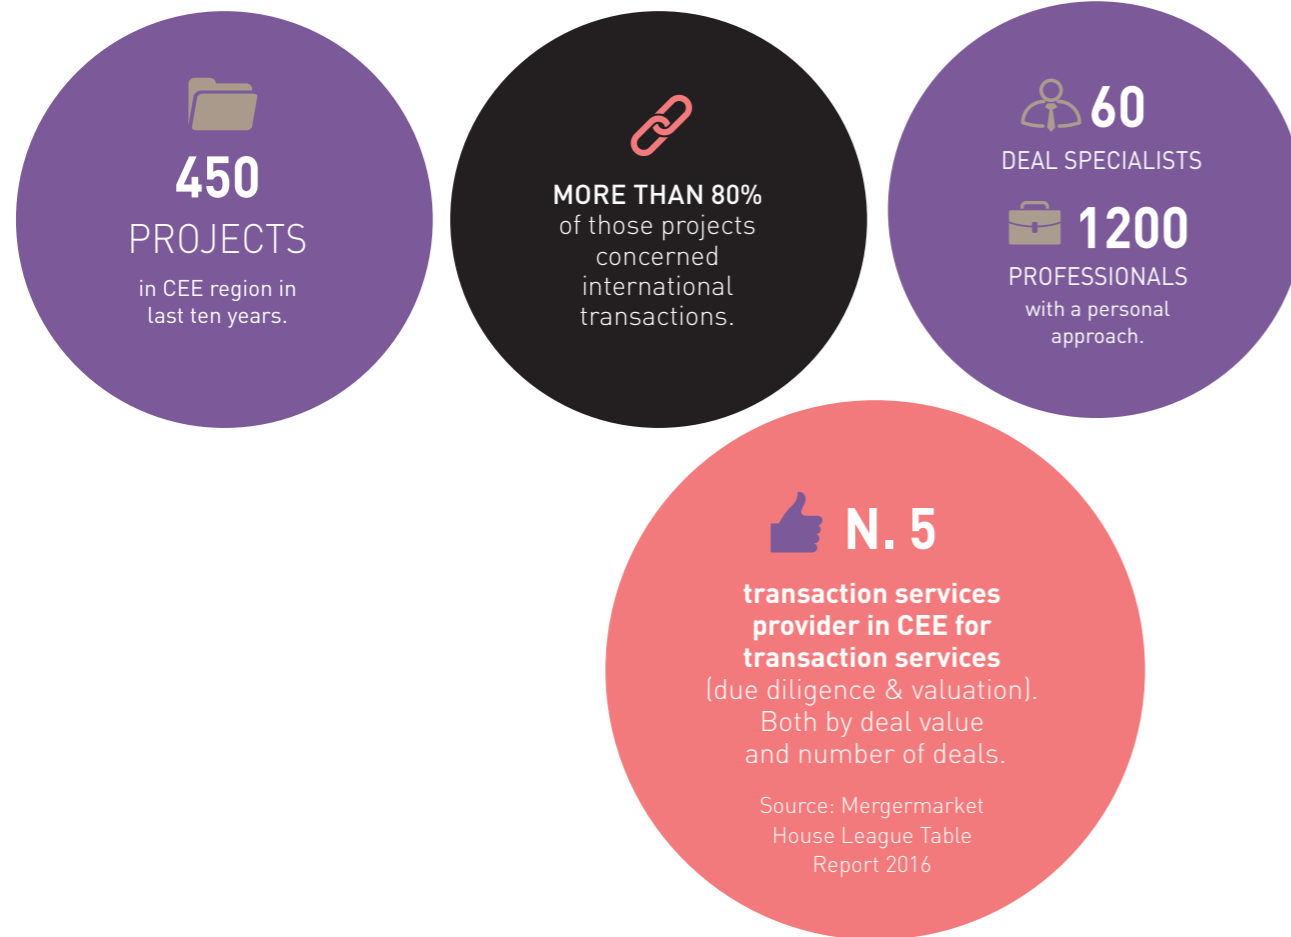 450
PROJECTS
in CEE region in
last ten years.
MORE THAN 80%
of those projects
concerned
international
transactions.
60
DEAL SPECIALISTS
1200
PROFESSIONALS
with a personal
approach.
N. 5
transaction services
provider in CEE for
transaction services
(due diligence & valuation).
Both by deal value
and number of deals.
Source: Mergermarket
House League Table
Report 2016